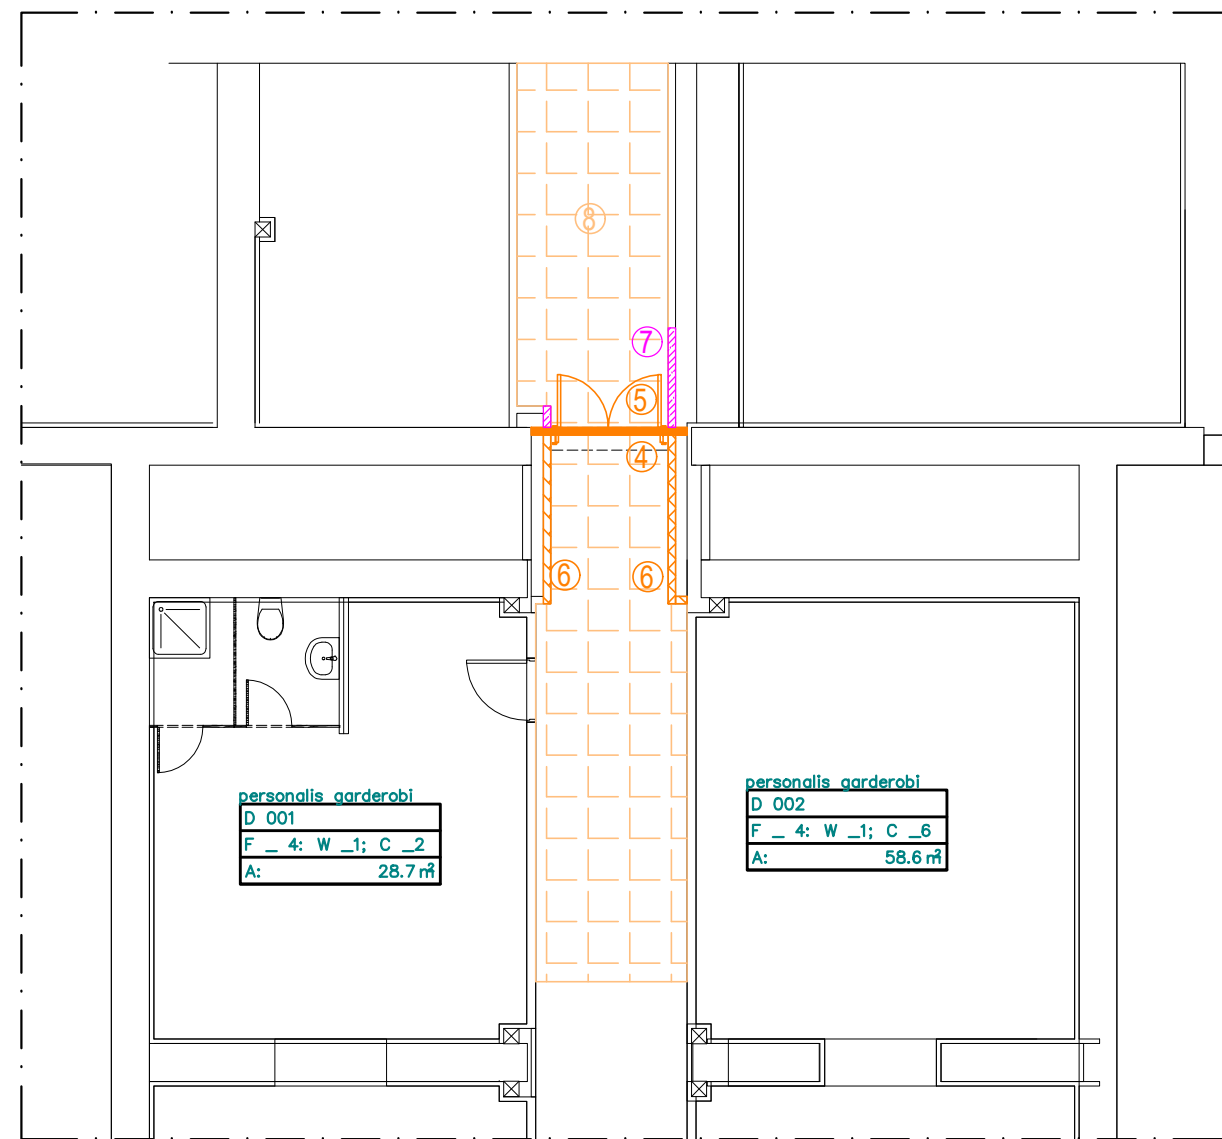 8
7
5
4
6
6
personalis garderobi
D 001
F _ 4: W _1; C _2
A: 28.7 m²
personalis garderobi
D 002
F _ 4: W _1; C _6
A: 58.6 m²